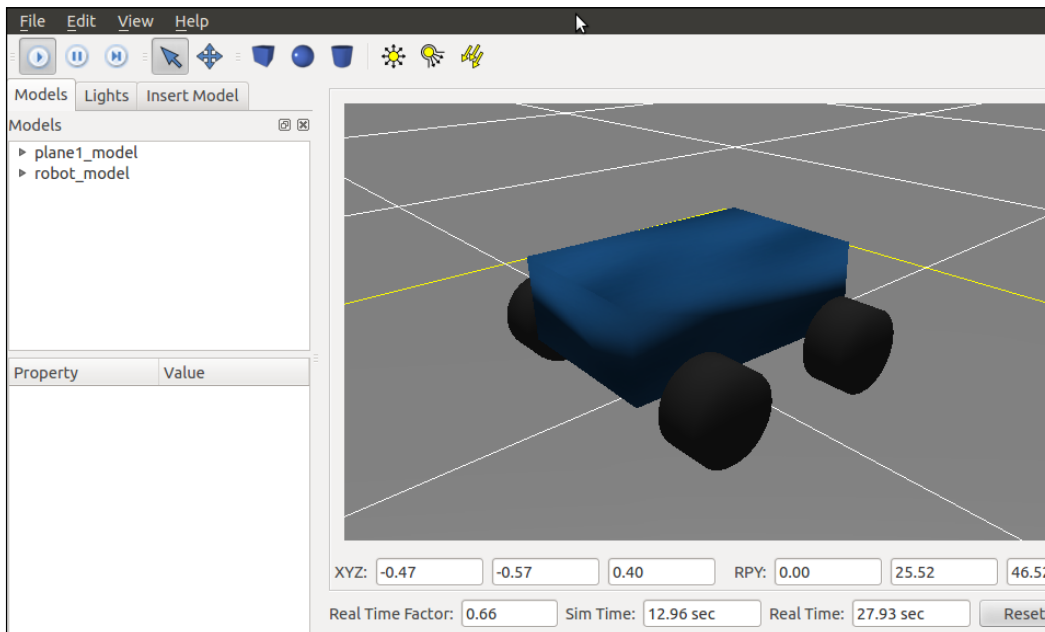 File Edit View Help
Models Lights Insert Model
Models
plane1_model
robot_model
Property Value
XYZ: -0.47 -0.57 0.40 RPY: 0.00 25.52 46.52
Real Time Factor: 0.66 Sim Time: 12.96 sec Real Time: 27.93 sec Reset